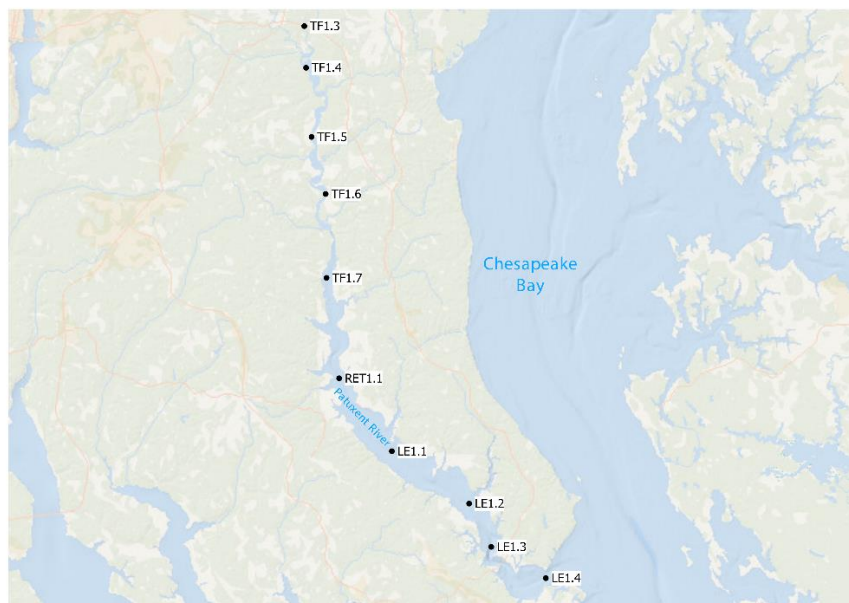 TF1.3
TF1.4
TF1.5
TF1.6
TF1.7
Chesapeake
Bay
RET1.1
Patuxent River
LE1.1
LE1.2
LE1.3
LE1.4